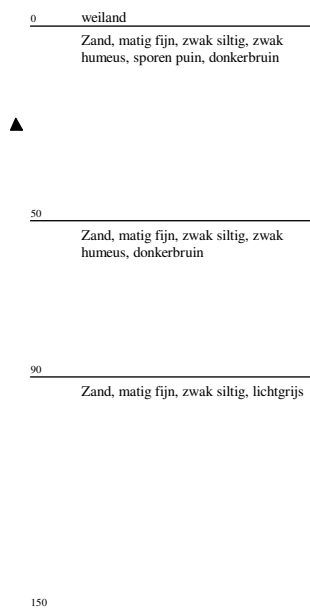 0 weiland
Zand, matig fijn, zwak siltig, zwak
humeus, sporen puin, donkerbruin
50
Zand, matig fijn, zwak siltig, zwak
humeus, donkerbruin
90
Zand, matig fijn, zwak siltig, lichtgrijs
150